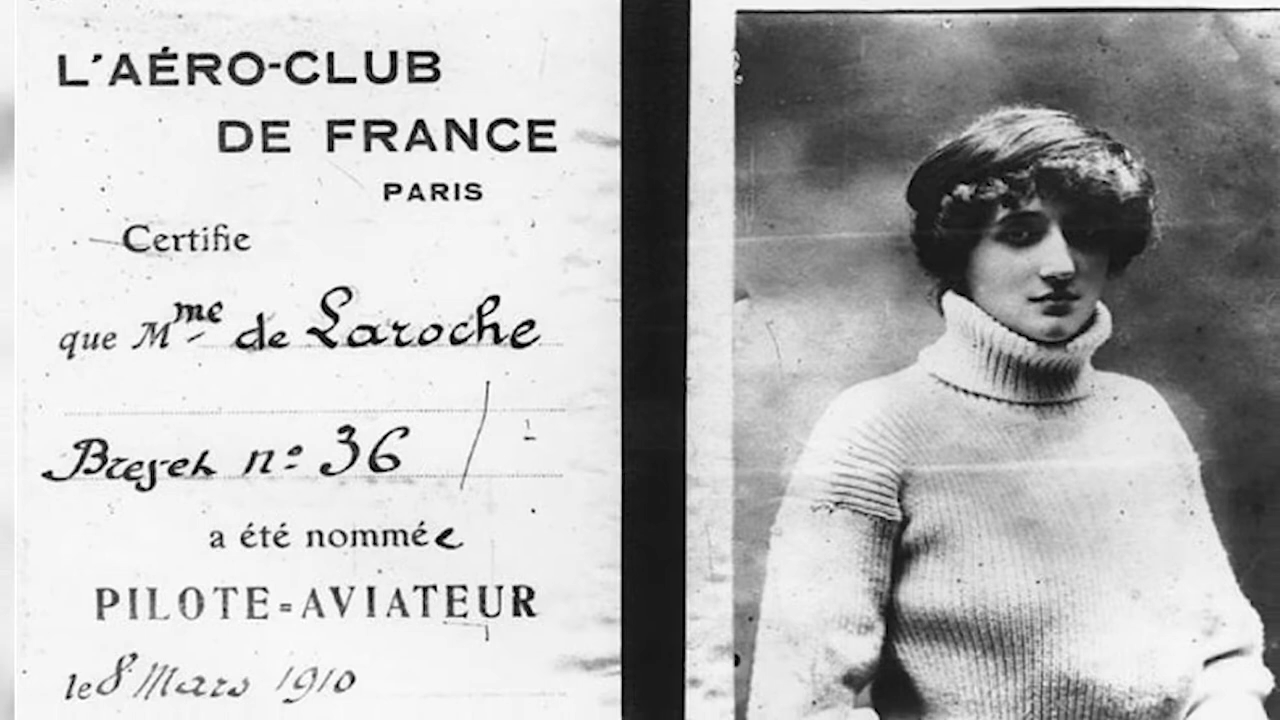 L'AÉRO-CLUB
DE FRANCE
PARIS
Certifie
que Mme de Laroche
Brevet nº 36
a été nommée
PILOTE=AVIATEUR
le 8 Mars 1910